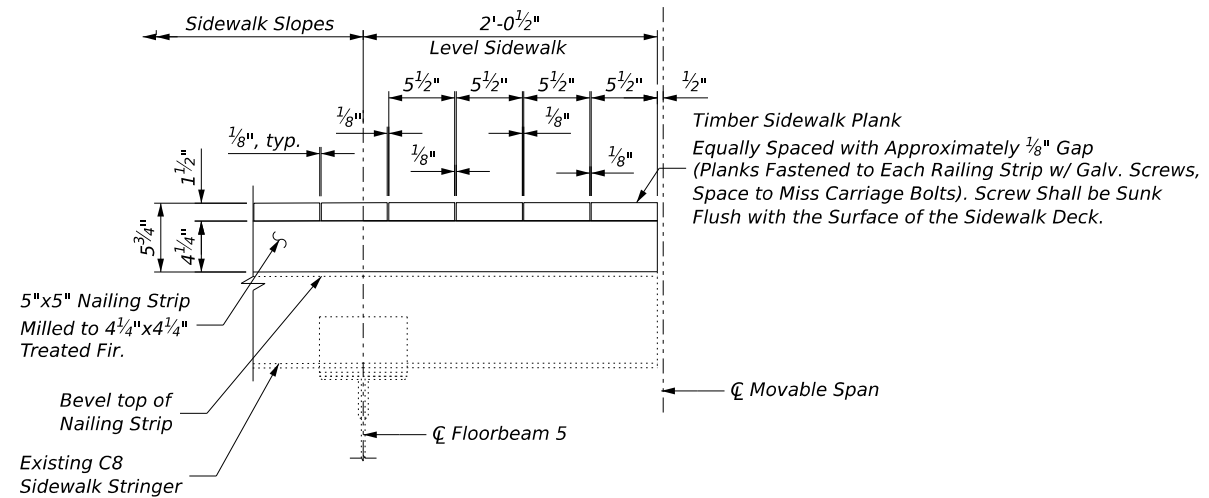 Sidewalk Slopes
2'-0½"
Level Sidewalk
5½"
5½"
5½"
5½"
½"
⅛"
⅛"
⅛", typ.
⅛"
⅛"
1½"
5¾"
4¼"
Timber Sidewalk Plank
Equally Spaced with Approximately ⅛" Gap
(Planks Fastened to Each Railing Strip w/ Galv. Screws,
Space to Miss Carriage Bolts). Screw Shall be Sunk
Flush with the Surface of the Sidewalk Deck.
5"x5" Nailing Strip
Milled to 4¼"x4¼"
Treated Fir.
Bevel top of
Nailing Strip
Existing C8
Sidewalk Stringer
℄ Movable Span
℄ Floorbeam 5